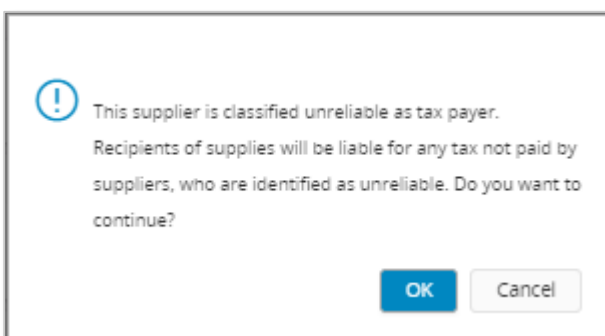 This supplier is classified unreliable as tax payer.
Recipients of supplies will be liable for any tax not paid by
suppliers, who are identified as unreliable. Do you want to
continue?
OK Cancel